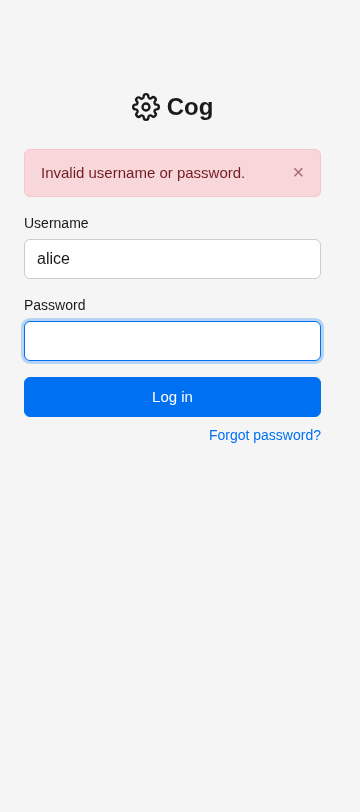 Cog
Invalid username or password. ×
Username
alice
Password
Log in
Forgot password?